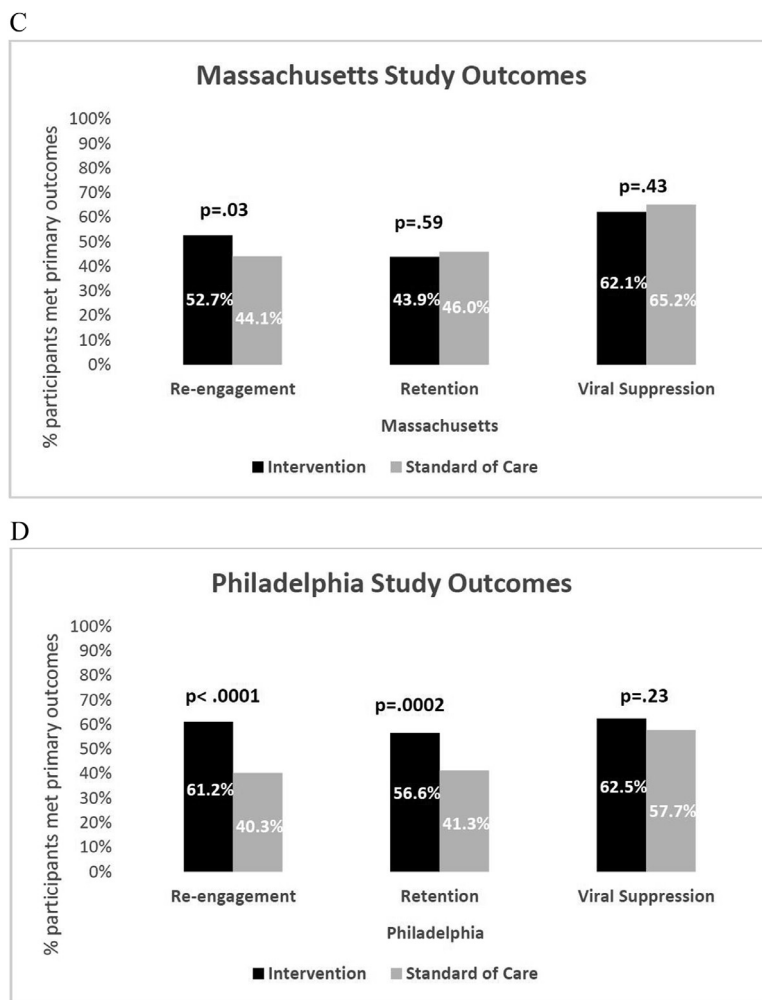 C
Massachusetts Study Outcomes
% participants met primary outcomes
100%
90%
80%
70%
60%
50%
40%
30%
20%
10%
0%
p=.03
p=.59
p=.43
52.7%
44.1%
43.9%
46.0%
62.1%
65.2%
Re-engagement
Retention
Viral Suppression
Massachusetts
Intervention
Standard of Care
D
Philadelphia Study Outcomes
% participants met primary outcomes
100%
90%
80%
70%
60%
50%
40%
30%
20%
10%
0%
p< .0001
p=.0002
p=.23
61.2%
40.3%
56.6%
41.3%
62.5%
57.7%
Re-engagement
Retention
Viral Suppression
Philadelphia
Intervention
Standard of Care